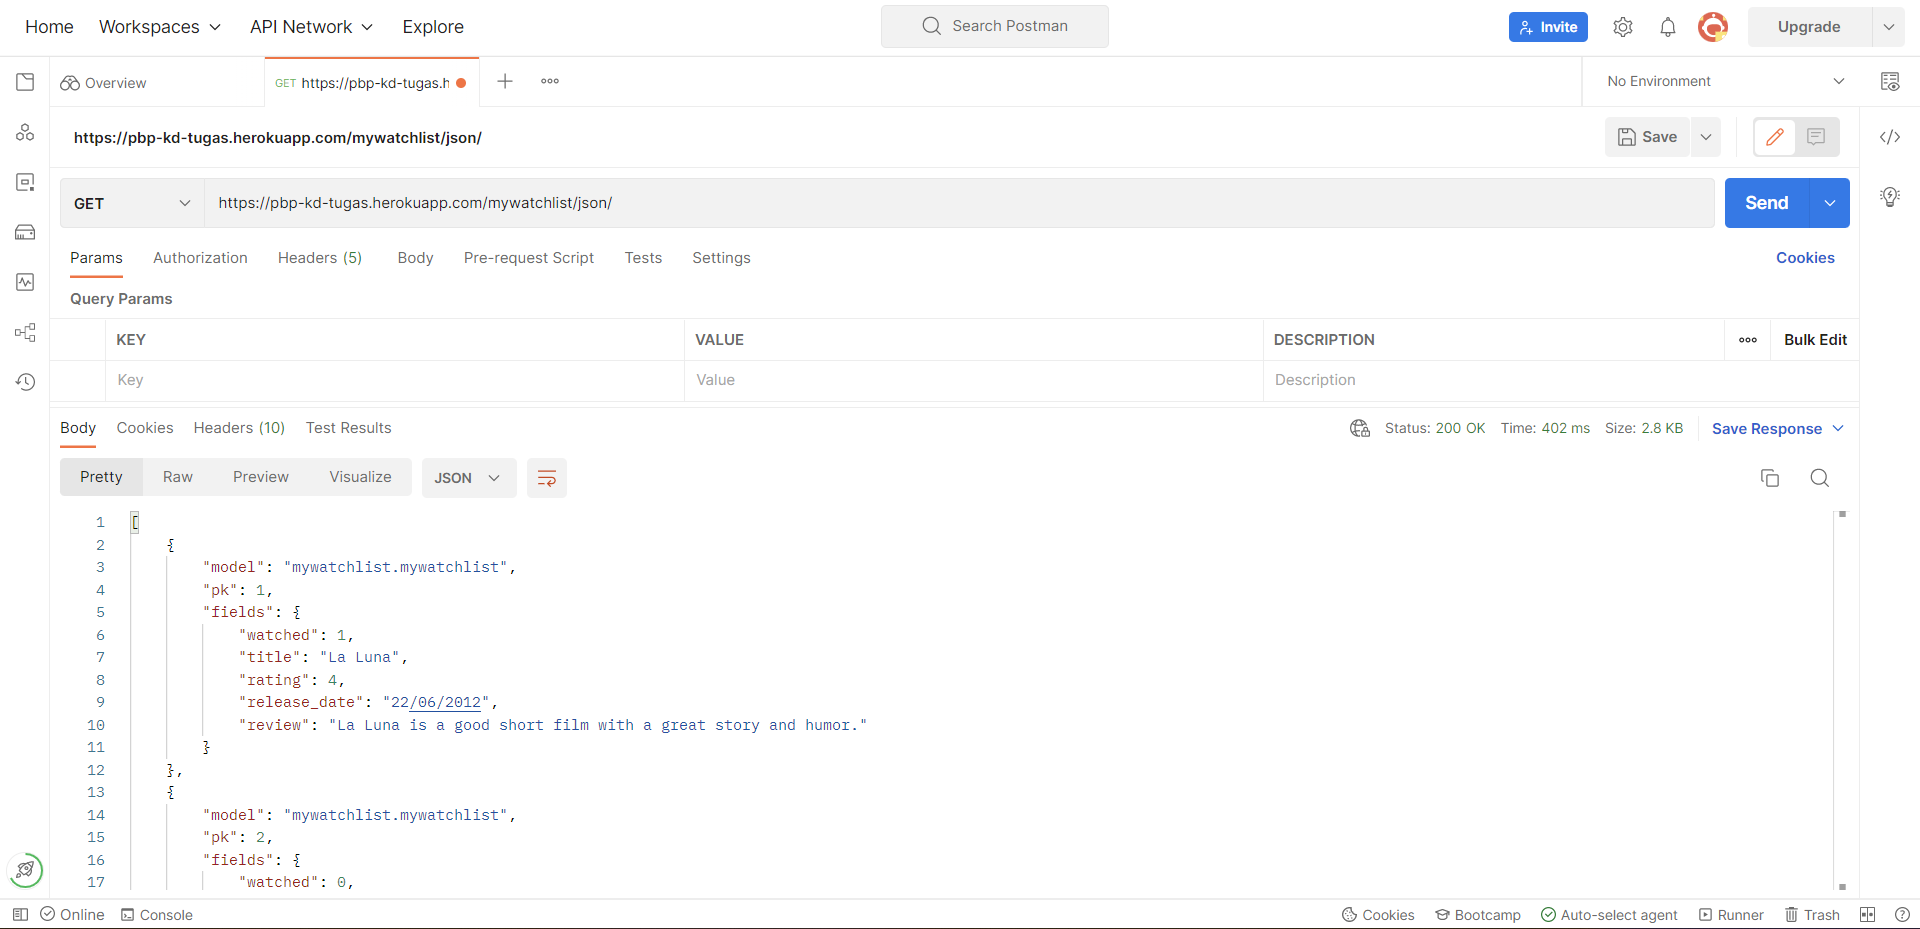 Home Workspaces API Network Explore Search Postman Invite Upgrade
Overview GET https://pbp-kd-tugas.h No Environment
https://pbp-kd-tugas.herokuapp.com/mywatchlist/json/ Save
GET https://pbp-kd-tugas.herokuapp.com/mywatchlist/json/ Send
Params Authorization Headers (5) Body Pre-request Script Tests Settings Cookies
Query Params
KEY VALUE DESCRIPTION Bulk Edit
Key Value Description
Body Cookies Headers (10) Test Results Status: 200 OK Time: 402 ms Size: 2.8 KB Save Response
Pretty Raw Preview Visualize JSON
1 [
2 {
3 "model": "mywatchlist.mywatchlist",
4 "pk": 1,
5 "fields": {
6 "watched": 1,
7 "title": "La Luna",
8 "rating": 4,
9 "release_date": "22/06/2012",
10 "review": "La Luna is a good short film with a great story and humor."
11 }
12 },
13 {
14 "model": "mywatchlist.mywatchlist",
15 "pk": 2,
16 "fields": {
17 "watched": 0,
Online Console Cookies Bootcamp Auto-select agent Runner Trash